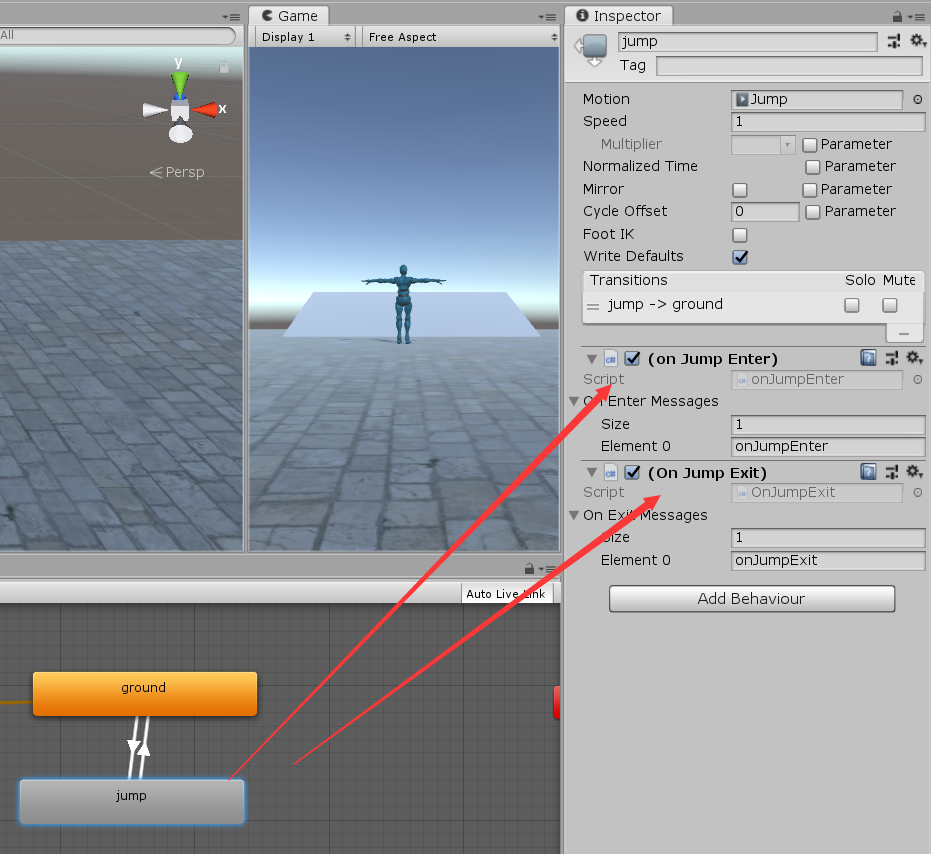 All
y
x
Persp
Game
Display 1
Free Aspect
Inspector
jump
Tag
Motion
Jump
Speed
1
Multiplier
Parameter
Normalized Time
Parameter
Mirror
Parameter
Cycle Offset
0
Parameter
Foot IK
Write Defaults
Transitions
Solo
Mute
jump -> ground
(on Jump Enter)
Script
onJumpEnter
On Enter Messages
Size
1
Element 0
onJumpEnter
(On Jump Exit)
Script
OnJumpExit
On Exit Messages
Size
1
Element 0
onJumpExit
Add Behaviour
Auto Live Link
ground
jump